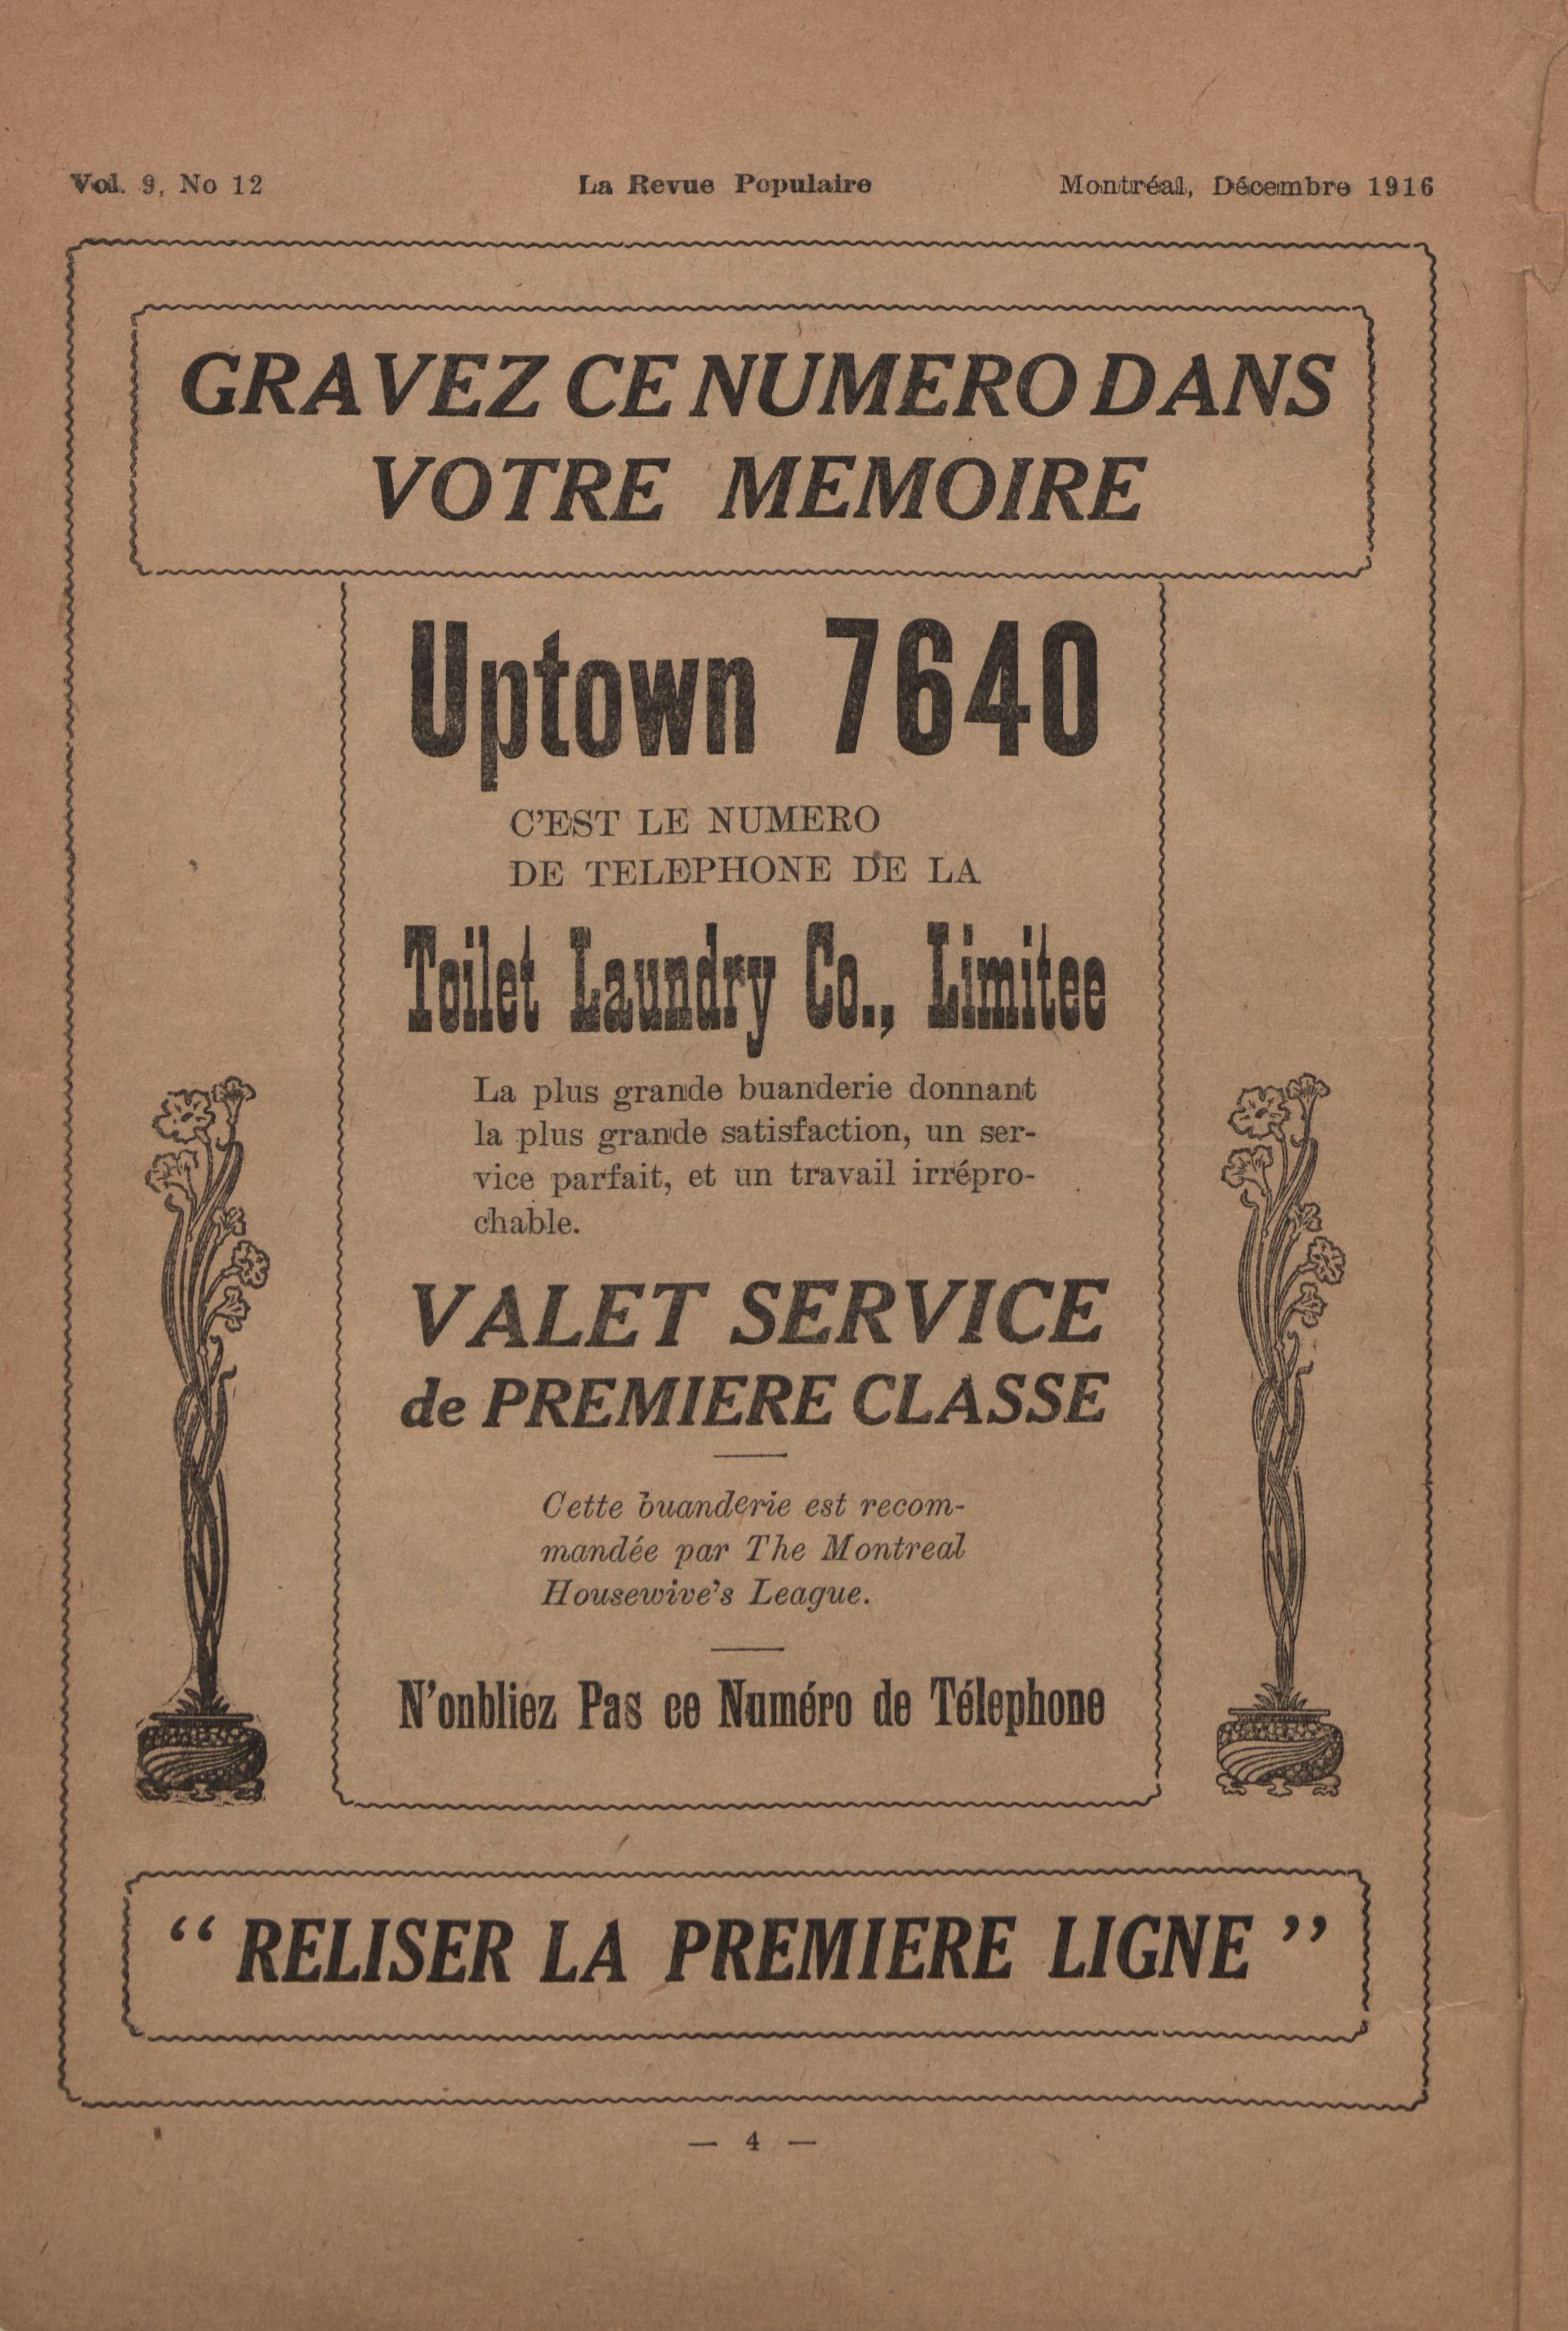 Vol. 9, No 12 La Revue Populaire Montréal, Décembre 1916
GRAVEZ CE NUMERO DANS
VOTRE MEMOIRE
Uptown 7640
C'EST LE NUMERO
DE TELEPHONE DE LA
Toilet Laundry Co., Limitee
La plus grande buanderie donnant
la plus grande satisfaction, un ser-
vice parfait, et un travail irrépro-
chable.
VALET SERVICE
de PREMIERE CLASSE
Cette buanderie est recom-
mandée par The Montreal
Housewive's League.
N'onbliez Pas ce Numéro de Télephone
“ RELISER LA PREMIERE LIGNE ”
— 4 —